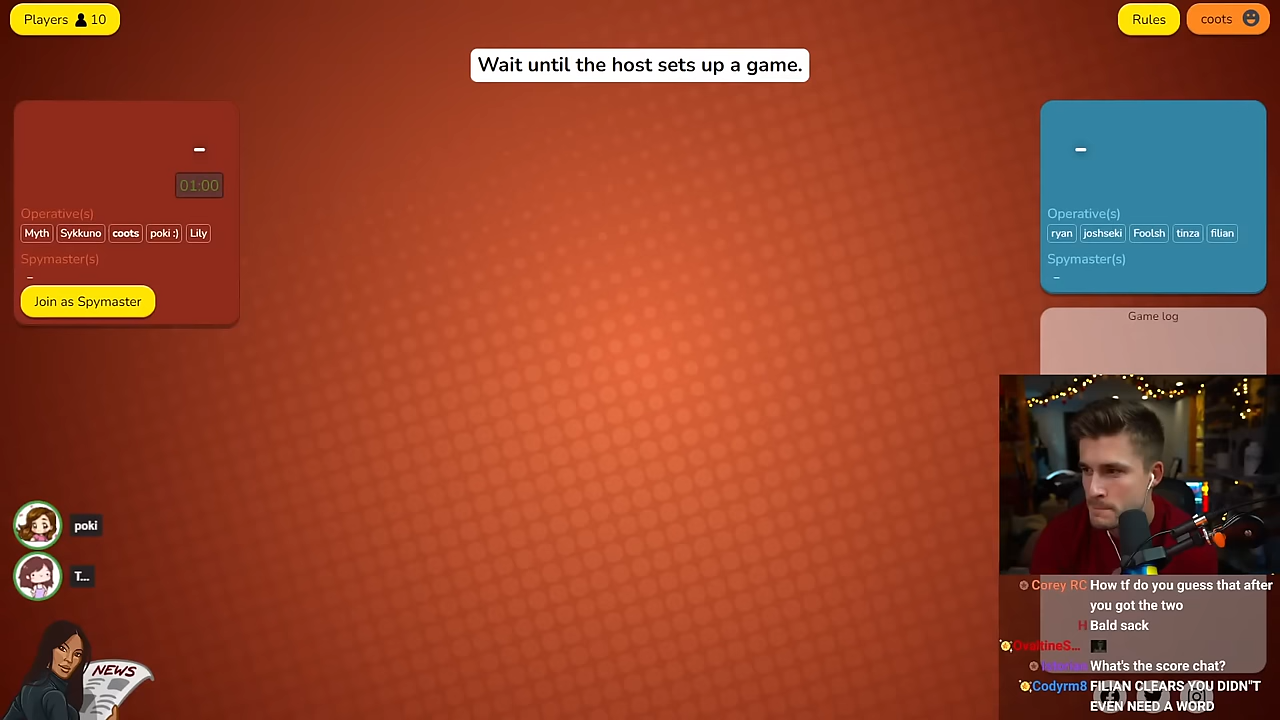 Players 10
Rules
coots
Wait until the host sets up a game.
-
01:00
Operative(s)
Myth Sykkuno coots poki :) Lily
Spymaster(s)
-
Join as Spymaster
-
Operative(s)
ryan joshseki Foolsh tinza filian
Spymaster(s)
-
Game log
poki
T...
NEWS
Corey RC How tf do you guess that after
you got the two
H Bald sack
OvaltineS...
What's the score chat?
Codyrm8 FILIAN CLEARS YOU DIDN"T
EVEN NEED A WORD